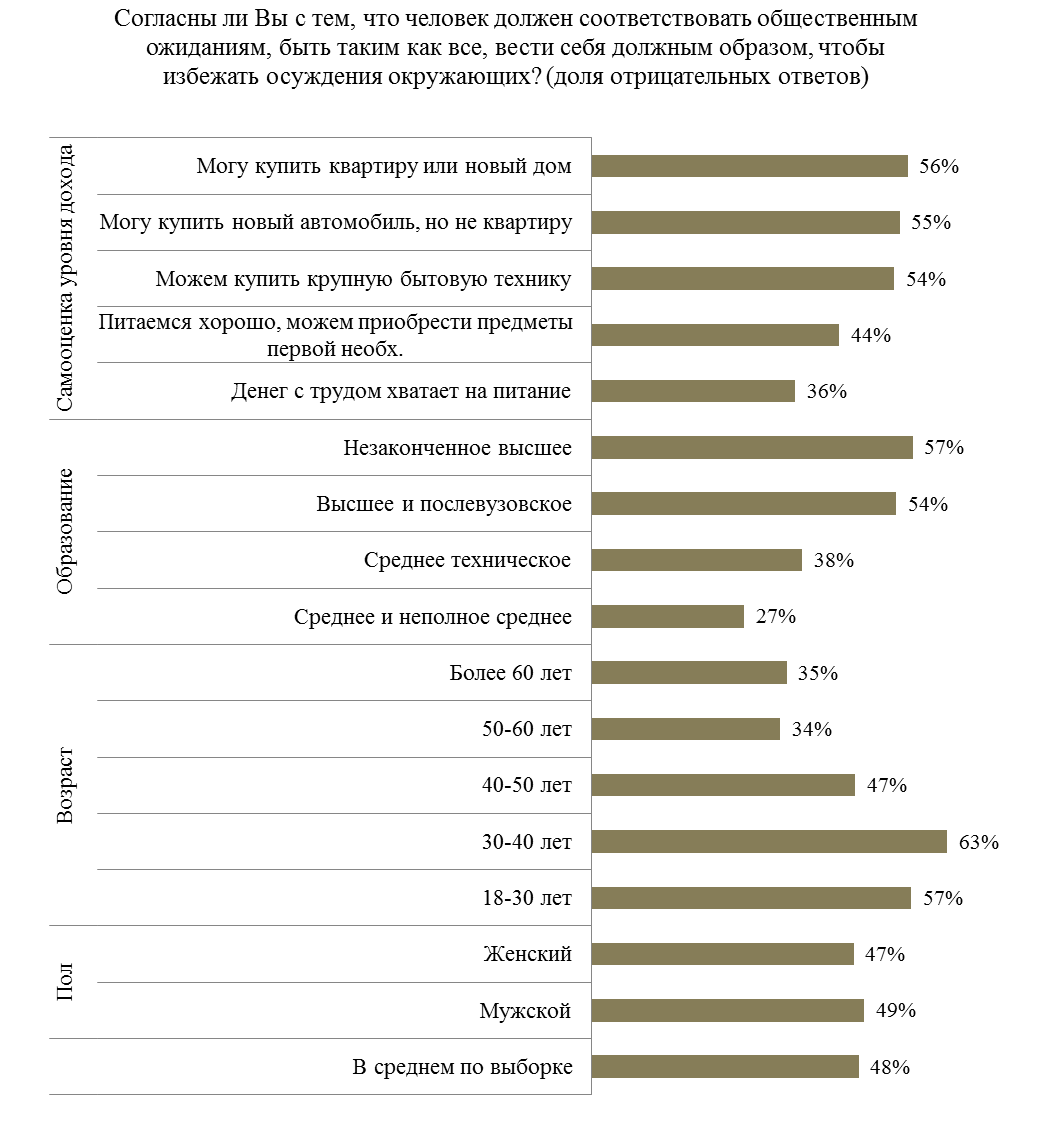 Согласны ли Вы с тем, что человек должен соответствовать общественным
ожиданиям, быть таким как все, вести себя должным образом, чтобы
избежать осуждения окружающих? (доля отрицательных ответов)
Самооценка уровня дохода
Могу купить квартиру или новый дом 56%
Могу купить новый автомобиль, но не квартиру 55%
Можем купить крупную бытовую технику 54%
Питаемся хорошо, можем приобрести предметы
первой необх. 44%
Денег с трудом хватает на питание 36%
Образование
Незаконченное высшее 57%
Высшее и послевузовское 54%
Среднее техническое 38%
Среднее и неполное среднее 27%
Возраст
Более 60 лет 35%
50-60 лет 34%
40-50 лет 47%
30-40 лет 63%
18-30 лет 57%
Пол
Женский 47%
Мужской 49%
В среднем по выборке 48%